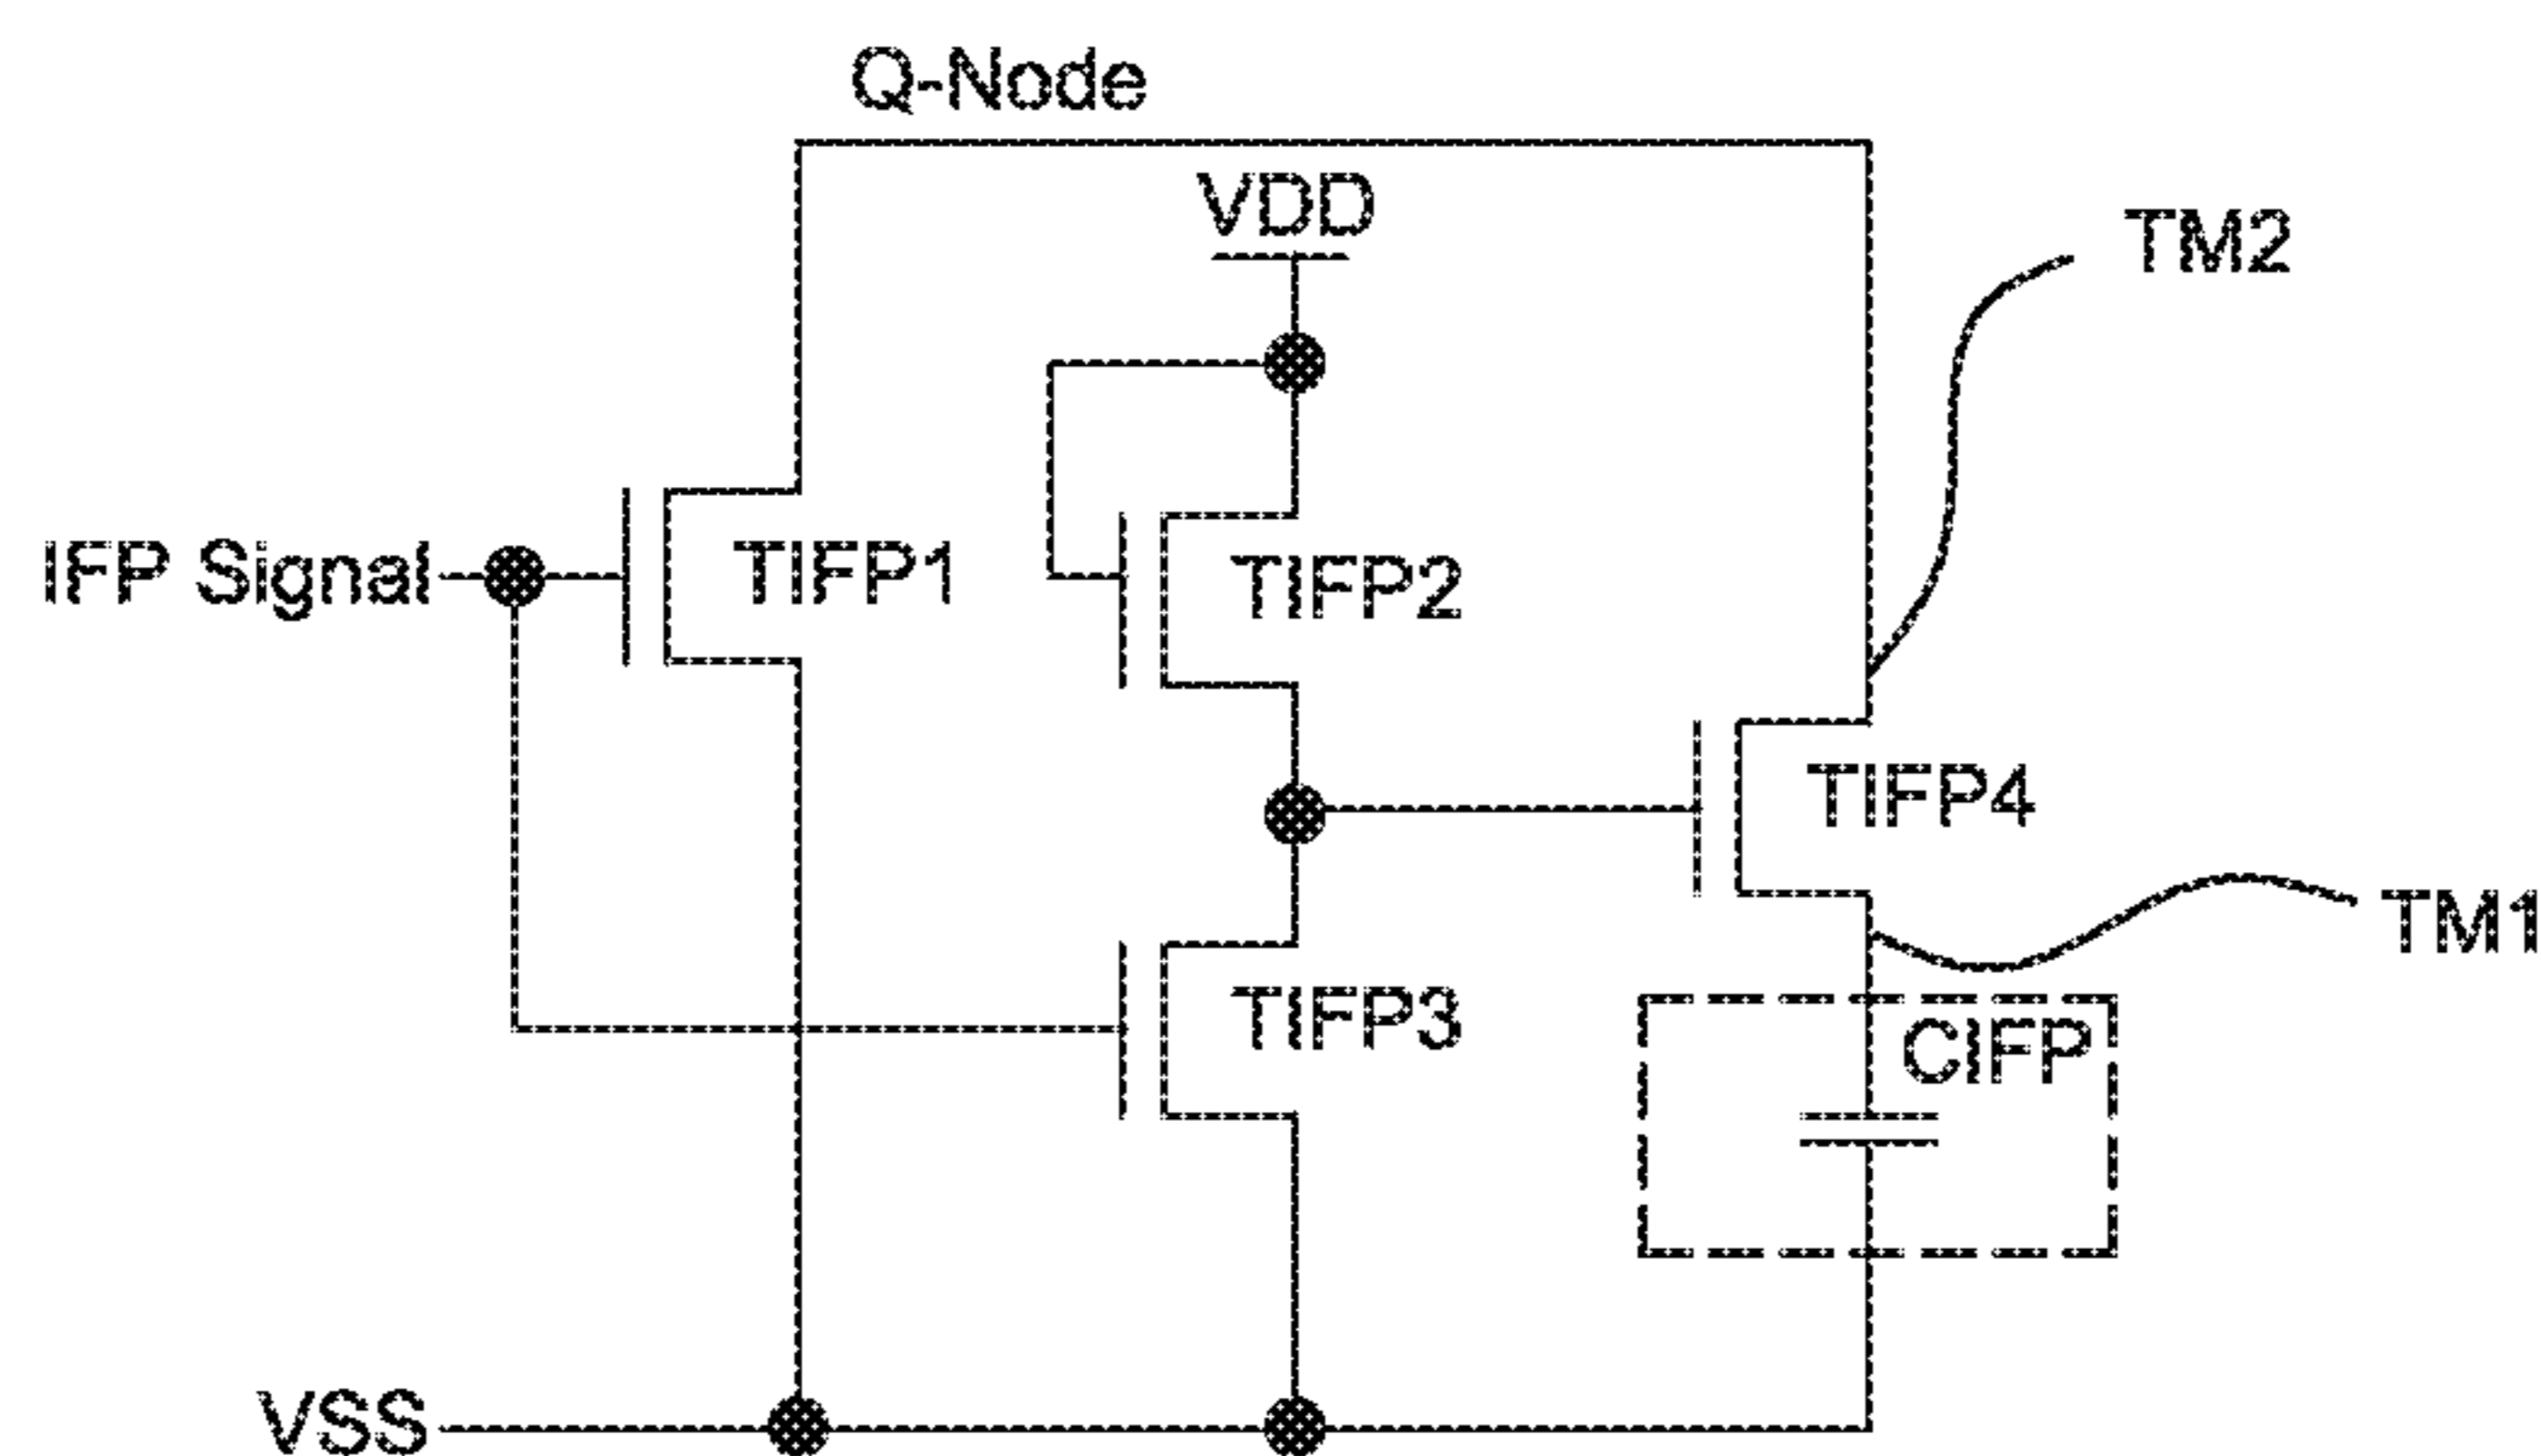 Q-Node
VDD
TM2
IFP Signal
TIFP1
TIFP2
TIFP4
TM1
TIFP3
CIFP
VSS